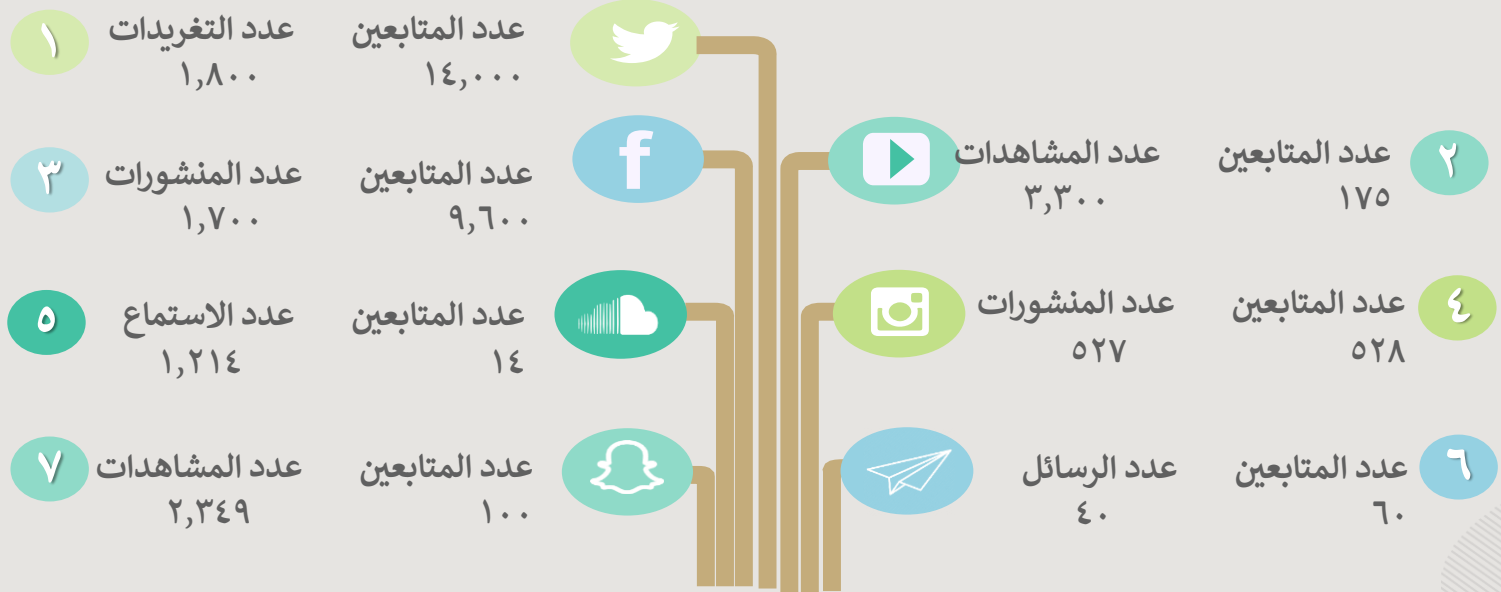 ١
عدد المتابعين عدد التغريدات
١٤,٠٠٠ ١,٨٠٠
٢
عدد المتابعين عدد المشاهدات
١٧٥ ٣,٣٠٠
٣
عدد المتابعين عدد المنشورات
٩,٦٠٠ ١,٧٠٠
٤
عدد المتابعين عدد المنشورات
٥٢٨ ٥٢٧
٥
عدد المتابعين عدد الاستماع
١٤ ١,٢١٤
٦
عدد المتابعين عدد الرسائل
٦٠ ٤٠
٧
عدد المتابعين عدد المشاهدات
١٠٠ ٢,٣٤٩